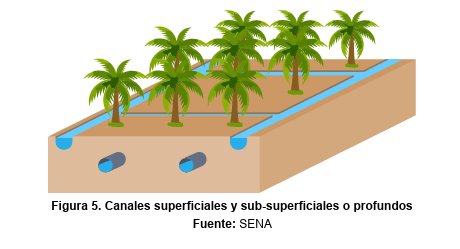 Figura 5. Canales superficiales y sub-superficiales o profundos
Fuente: SENA